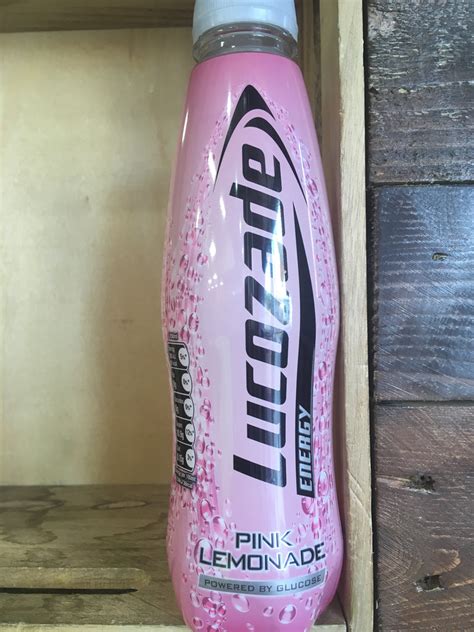 Lucozade
ENERGY
PINK
LEMONADE
POWERED BY GLUCOSE